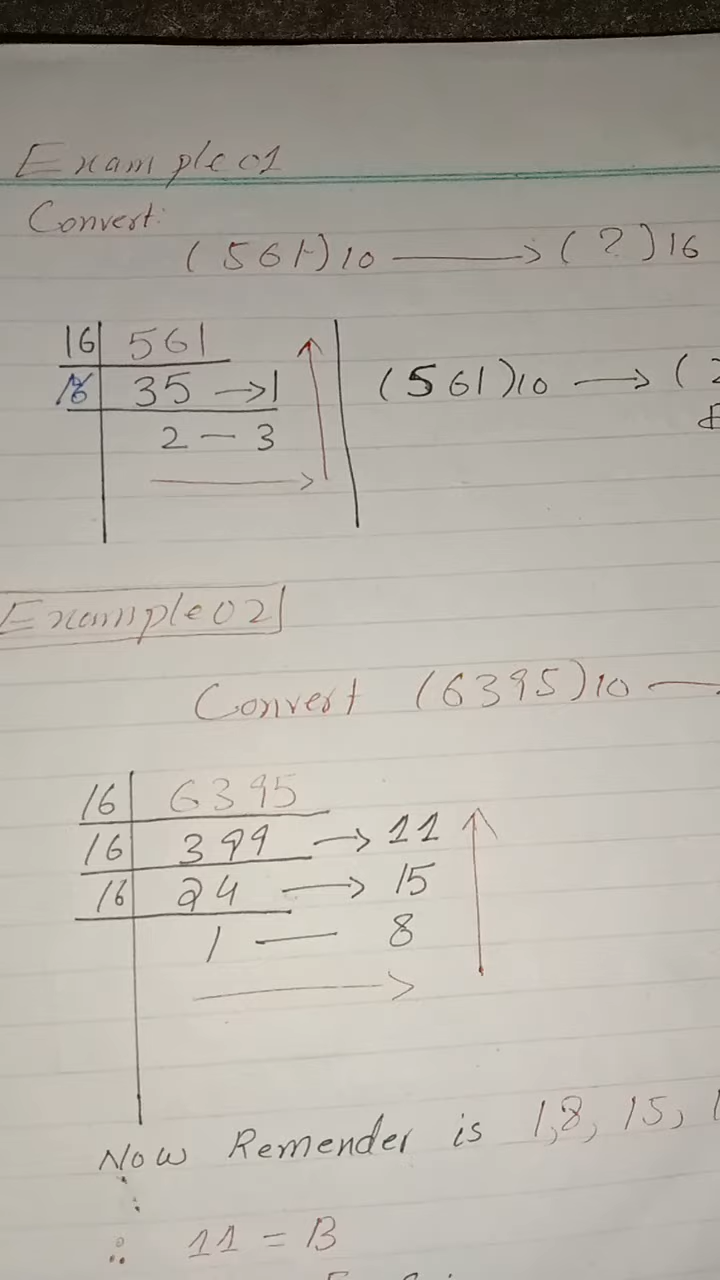 Example 01
Convert:
(561)10 → (?)16
16 561
16 35 → 1
2 – 3
(561)10 → (
Example 02
Convert (6395)10
16 6395
16 399 → 11
16 24 → 15
1 — 8
Now Remender is 1,8, 15,
∴ 11 = B